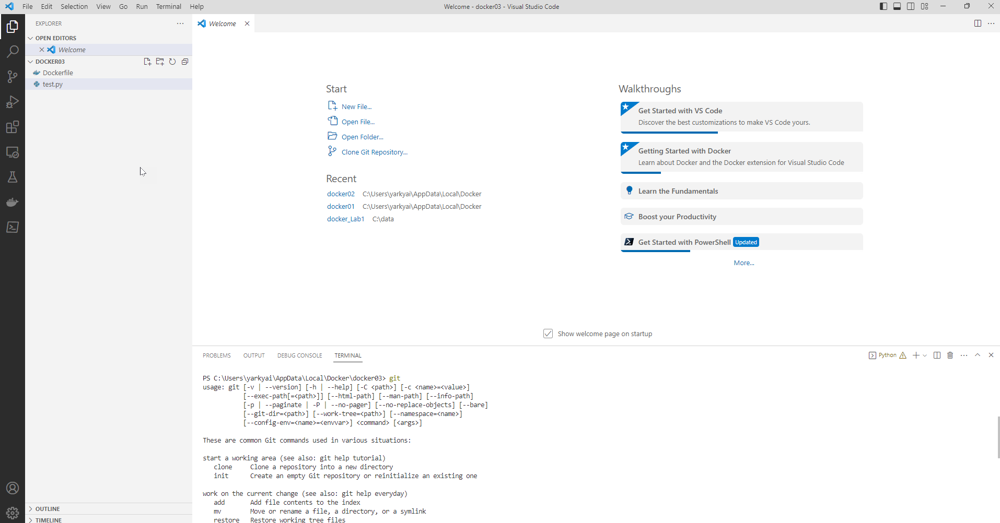 File Edit Selection View Go Run Terminal Help
Welcome - docker03 - Visual Studio Code
EXPLORER
OPEN EDITORS
Welcome
DOCKER03
Dockerfile
test.py
OUTLINE
TIMELINE
Welcome
Start
New File...
Open File...
Open Folder...
Clone Git Repository...
Recent
docker02 C:\Users\yarkyai\AppData\Local\Docker
docker01 C:\Users\yarkyai\AppData\Local\Docker
docker_Lab1 C:\data
Walkthroughs
Get Started with VS Code
Discover the best customizations to make VS Code yours.
Getting Started with Docker
Learn about Docker and the Docker extension for Visual Studio Code
Learn the Fundamentals
Boost your Productivity
Get Started with PowerShell Updated
More...
Show welcome page on startup
PROBLEMS OUTPUT DEBUG CONSOLE TERMINAL
Python
PS C:\Users\yarkyai\AppData\Local\Docker\docker03> git
usage: git [-v | --version] [-h | --help] [-C <path>] [-c <name>=<value>]
[--exec-path[=<path>]] [--html-path] [--man-path] [--info-path]
[-p | --paginate | -P | --no-pager] [--no-replace-objects] [--bare]
[--git-dir=<path>] [--work-tree=<path>] [--namespace=<name>]
[--config-env=<name>=<envvar>] <command> [<args>]
These are common Git commands used in various situations:
start a working area (see also: git help tutorial)
clone Clone a repository into a new directory
init Create an empty Git repository or reinitialize an existing one
work on the current change (see also: git help everyday)
add Add file contents to the index
mv Move or rename a file, a directory, or a symlink
restore Restore working tree files